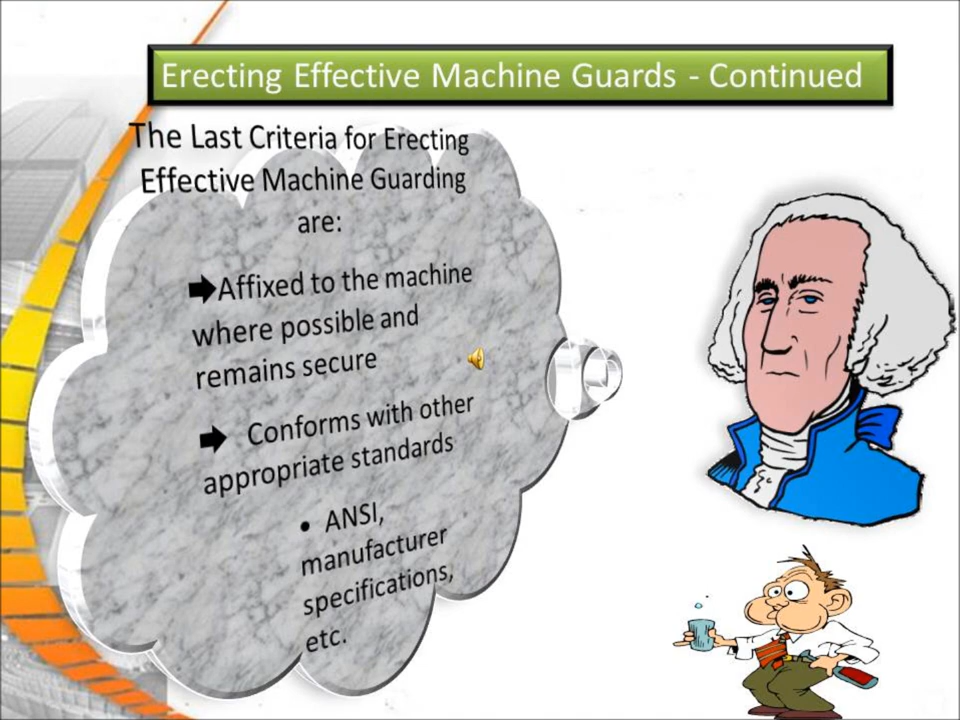 Erecting Effective Machine Guards - Continued
The Last Criteria for Erecting
Effective Machine Guarding
are:
Affixed to the machine
where possible and
remains secure
Conforms with other
appropriate standards
• ANSI,
manufacturer
specifications,
etc.